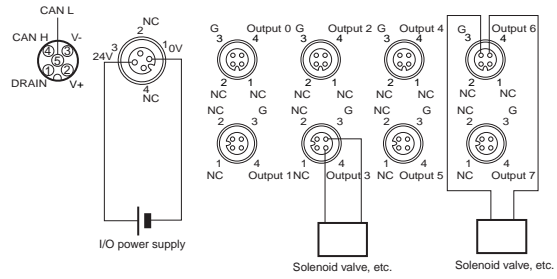 CAN L
CAN H V-
4 3
5
1 2
DRAIN V+
NC
2
3 1
24V 0V
4
NC
I/O power supply
G Output 0 G Output 2 G Output 4 G Output 6
3 4 3 4 3 4 3 4
2 1 2 1 2 1 2 1
NC NC NC NC NC NC NC NC
NC G NC G NC G NC G
2 3 2 3 2 3 2 3
1 4 1 4 1 4 1 4
NC Output 1 NC Output 3 NC Output 5 NC Output 7
Solenoid valve, etc. Solenoid valve, etc.